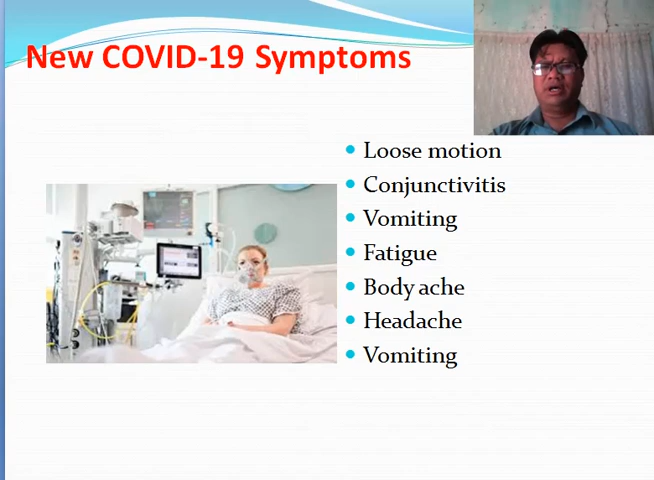 New COVID-19 Symptoms
Loose motion
Conjunctivitis
Vomiting
Fatigue
Body ache
Headache
Vomiting